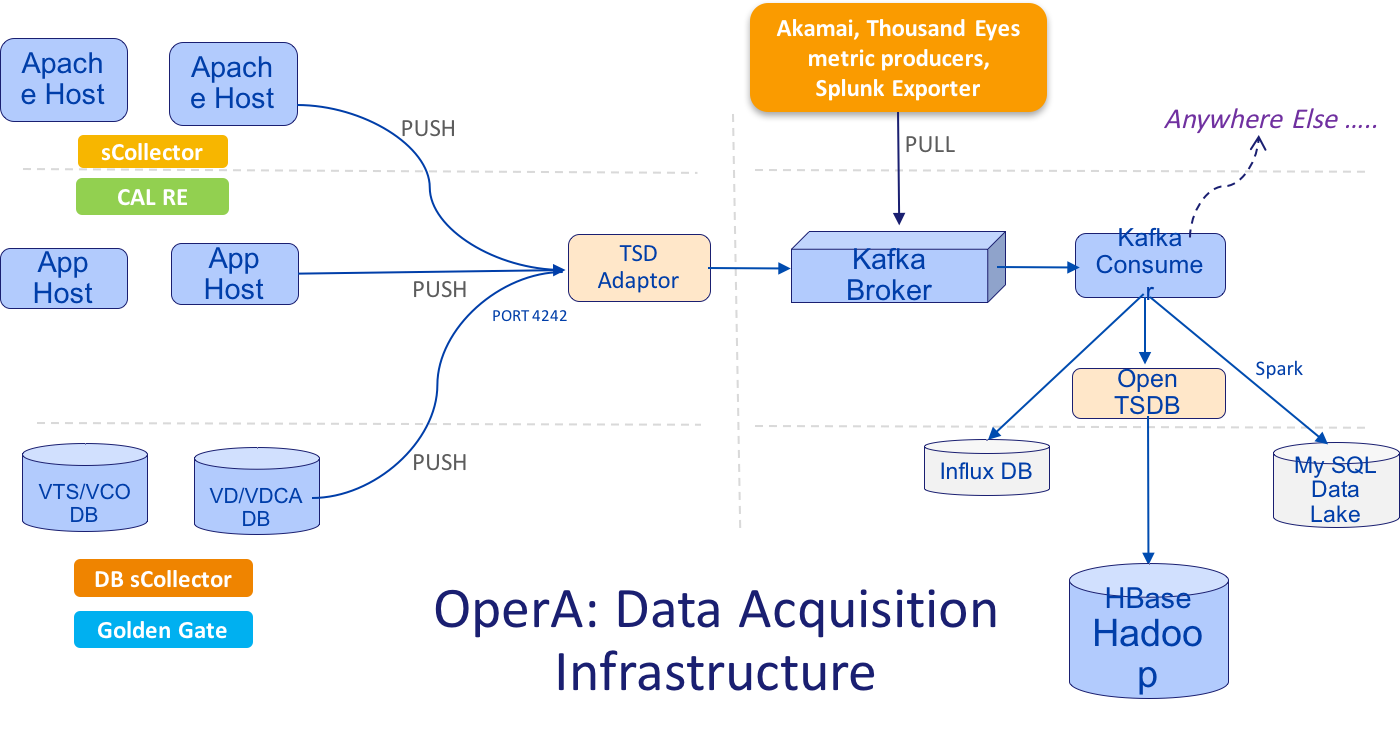 Akamai, Thousand Eyes
metric producers,
Splunk Exporter
Apach
e Host
Apach
e Host
PUSH
PULL
Anywhere Else …..
sCollector
CAL RE
App
Host
App
Host
PUSH
PORT 4242
TSD
Adaptor
Kafka
Broker
Kafka
Consume
r
Spark
Open
TSDB
PUSH
VTS/VCO
DB
VD/VDCA
DB
Influx DB
My SQL
Data
Lake
DB sCollector
Golden Gate
OperA: Data Acquisition
Infrastructure
HBase
Hadoo
p